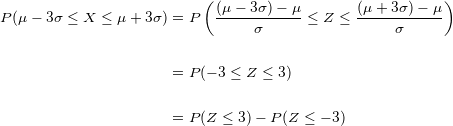 P(μ − 3σ ≤ X ≤ μ + 3σ) = P( (μ − 3σ) − μ / σ ≤ Z ≤ (μ + 3σ) − μ / σ )
= P(−3 ≤ Z ≤ 3)
= P(Z ≤ 3) − P(Z ≤ −3)